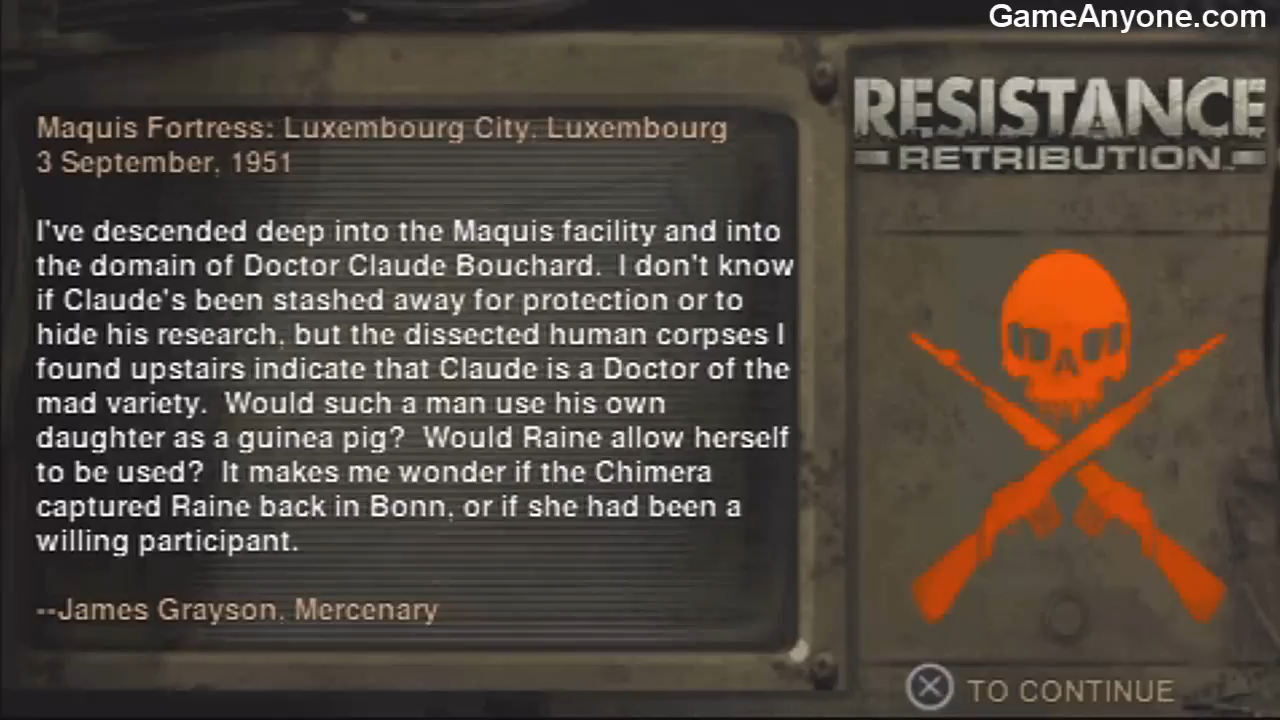 GameAnyone.com
Maquis Fortress: Luxembourg City, Luxembourg
3 September, 1951
I've descended deep into the Maquis facility and into
the domain of Doctor Claude Bouchard.  I don't know
if Claude's been stashed away for protection or to
hide his research, but the dissected human corpses I
found upstairs indicate that Claude is a Doctor of the
mad variety.  Would such a man use his own
daughter as a guinea pig?  Would Raine allow herself
to be used?  It makes me wonder if the Chimera
captured Raine back in Bonn, or if she had been a
willing participant.
--James Grayson, Mercenary
RESISTANCE
RETRIBUTION™
TO CONTINUE